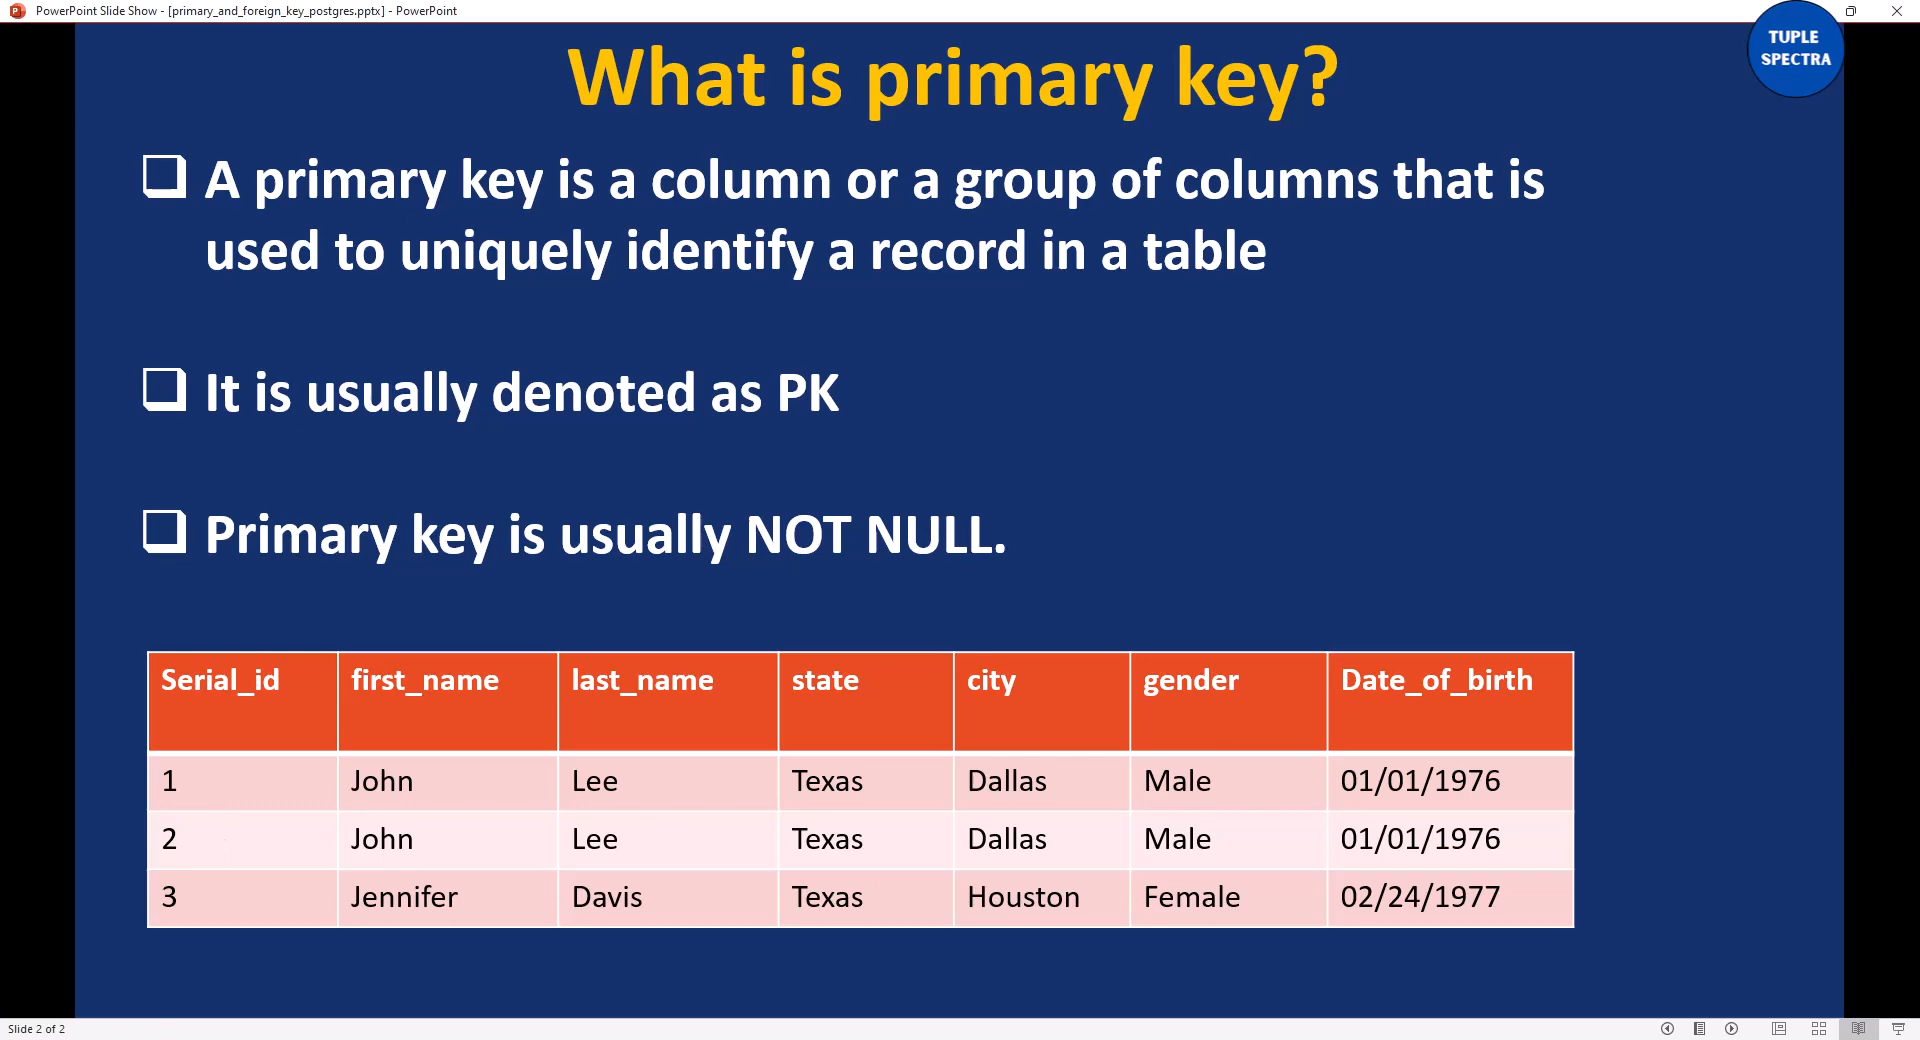 PowerPoint Slide Show - [primary_and_foreign_key_postgres.pptx] - PowerPoint
TUPLE
SPECTRA
What is primary key?
A primary key is a column or a group of columns that is
used to uniquely identify a record in a table
It is usually denoted as PK
Primary key is usually NOT NULL.
Serial_id first_name last_name state city gender Date_of_birth
1 John Lee Texas Dallas Male 01/01/1976
2 John Lee Texas Dallas Male 01/01/1976
3 Jennifer Davis Texas Houston Female 02/24/1977
Slide 2 of 2